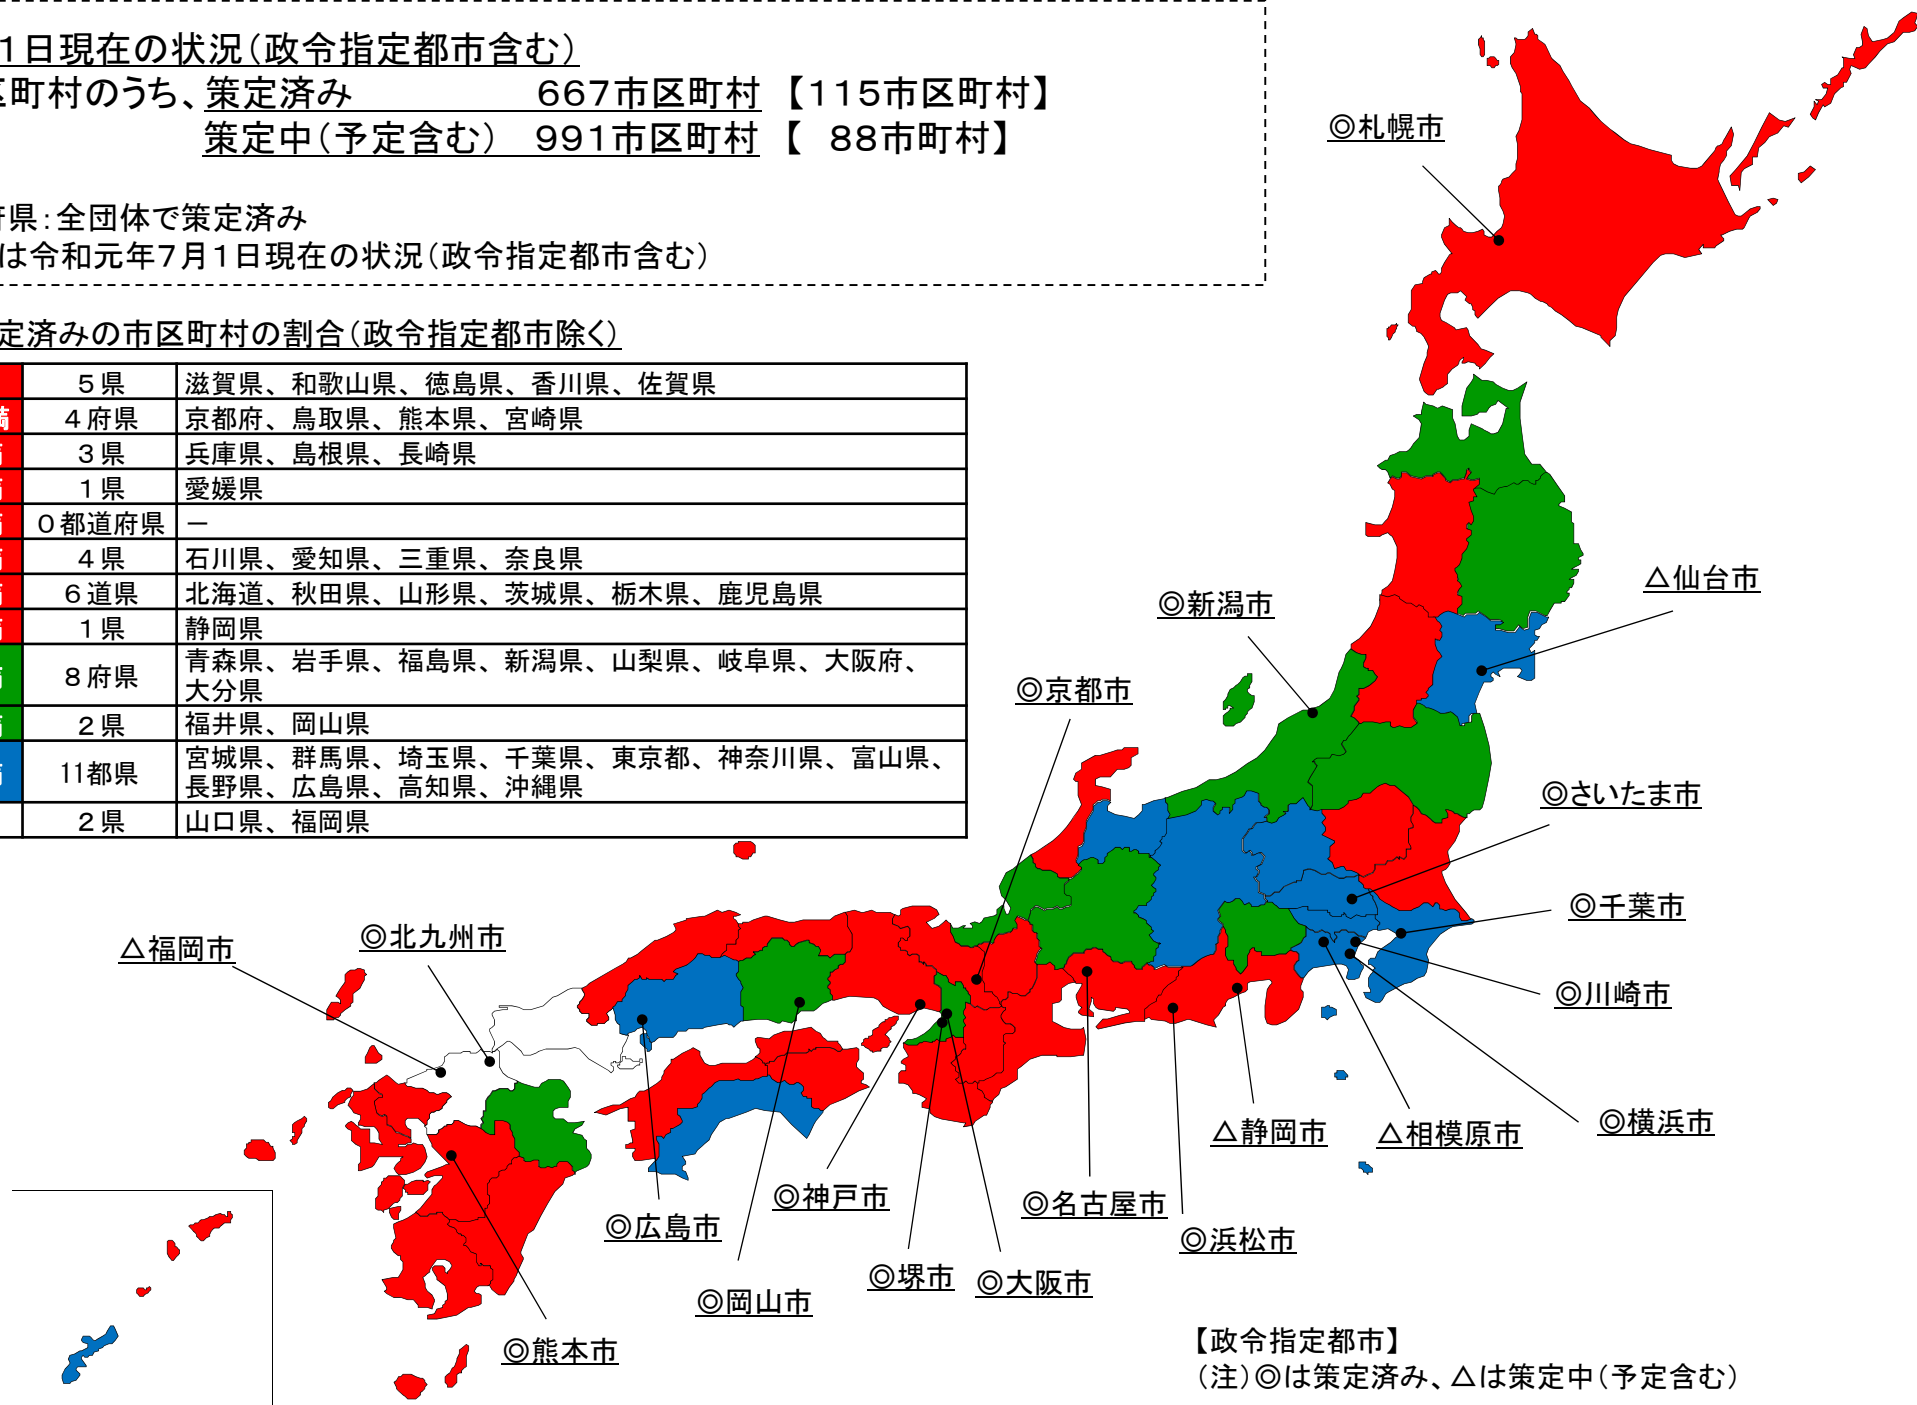 1日現在の状況(政令指定都市含む)
区町村のうち、策定済み 667市区町村 【115市区町村】
策定中(予定含む) 991市区町村 【 88市町村】
府県：全団体で策定済み
は令和元年7月1日現在の状況(政令指定都市含む)
定済みの市区町村の割合(政令指定都市除く)
5県 滋賀県、和歌山県、徳島県、香川県、佐賀県
満 4府県 京都府、鳥取県、熊本県、宮崎県
3県 兵庫県、島根県、長崎県
1県 愛媛県
0都道府県 －
4県 石川県、愛知県、三重県、奈良県
6道県 北海道、秋田県、山形県、茨城県、栃木県、鹿児島県
1県 静岡県
8府県 青森県、岩手県、福島県、新潟県、山梨県、岐阜県、大阪府、
大分県
2県 福井県、岡山県
11都県 宮城県、群馬県、埼玉県、千葉県、東京都、神奈川県、富山県、
長野県、広島県、高知県、沖縄県
2県 山口県、福岡県
◎札幌市
△仙台市
◎新潟市
◎京都市
◎さいたま市
◎千葉市
◎北九州市
△福岡市
◎川崎市
◎横浜市
△相模原市
△静岡市
◎神戸市
◎名古屋市
◎広島市
◎浜松市
◎堺市
◎大阪市
◎岡山市
◎熊本市
【政令指定都市】
(注)◎は策定済み、△は策定中(予定含む)